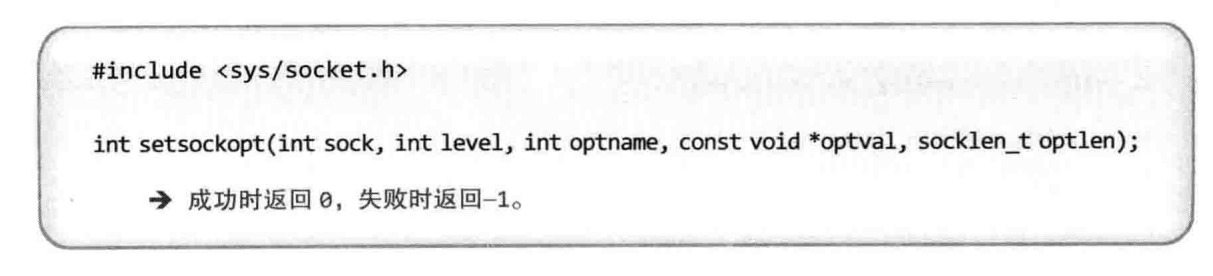 #include <sys/socket.h>
int setsockopt(int sock, int level, int optname, const void *optval, socklen_t optlen);
➔ 成功时返回 0，失败时返回–1。